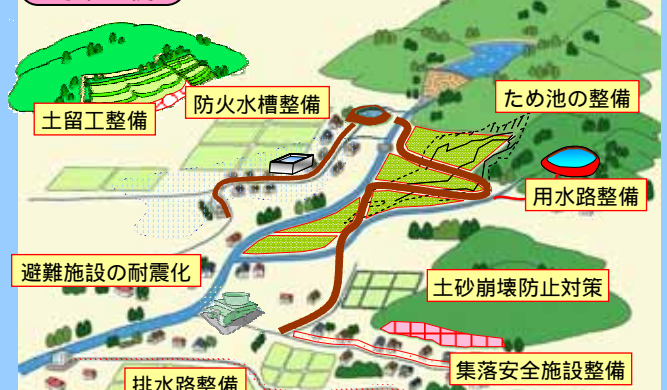 土留工整備
防火水槽整備
ため池の整備
用水路整備
避難施設の耐震化
土砂崩壊防止対策
集落安全施設整備
排水路整備